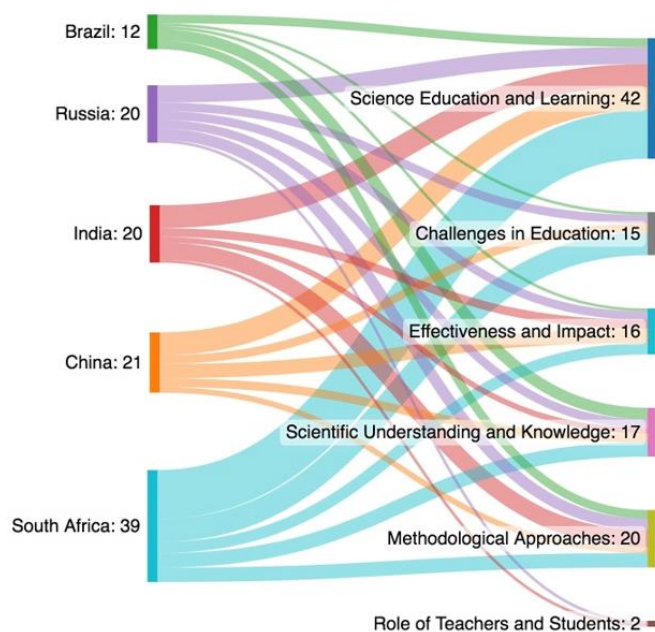 Brazil: 12
Russia: 20
India: 20
China: 21
South Africa: 39
Science Education and Learning: 42
Challenges in Education: 15
Effectiveness and Impact: 16
Scientific Understanding and Knowledge: 17
Methodological Approaches: 20
Role of Teachers and Students: 2